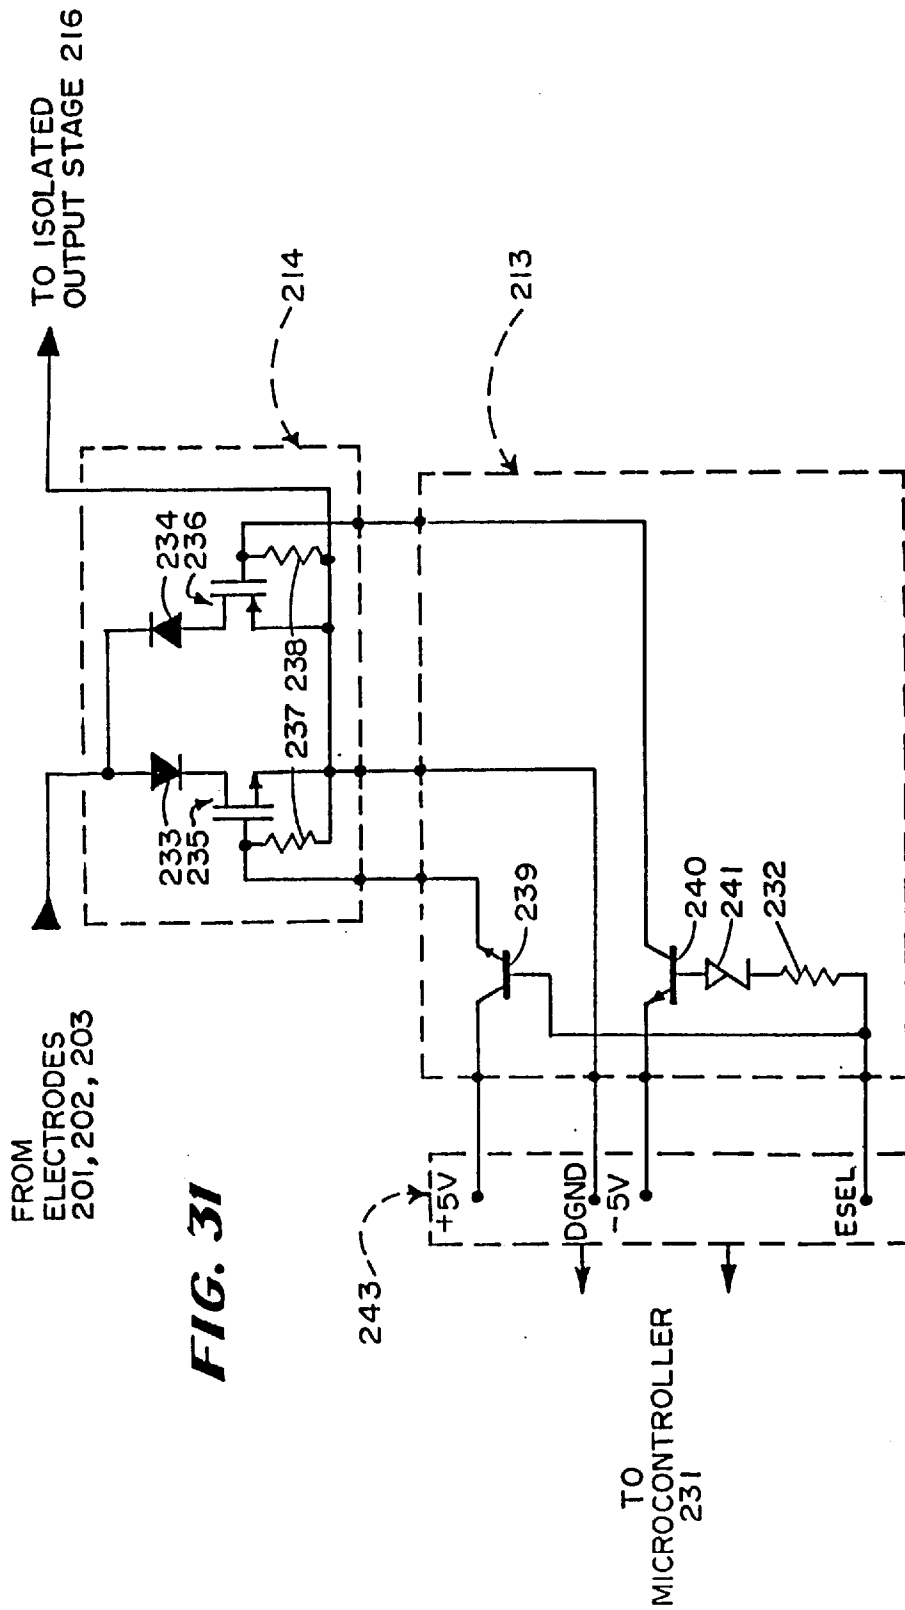 TO ISOLATED
OUTPUT STAGE 216
FROM
ELECTRODES
201, 202, 203
FIG. 31
214
213
234
236
233
235
237
238
239
240
241
232
243
+5V
DGND
-5V
ESEL
TO
MICROCONTROLLER
231